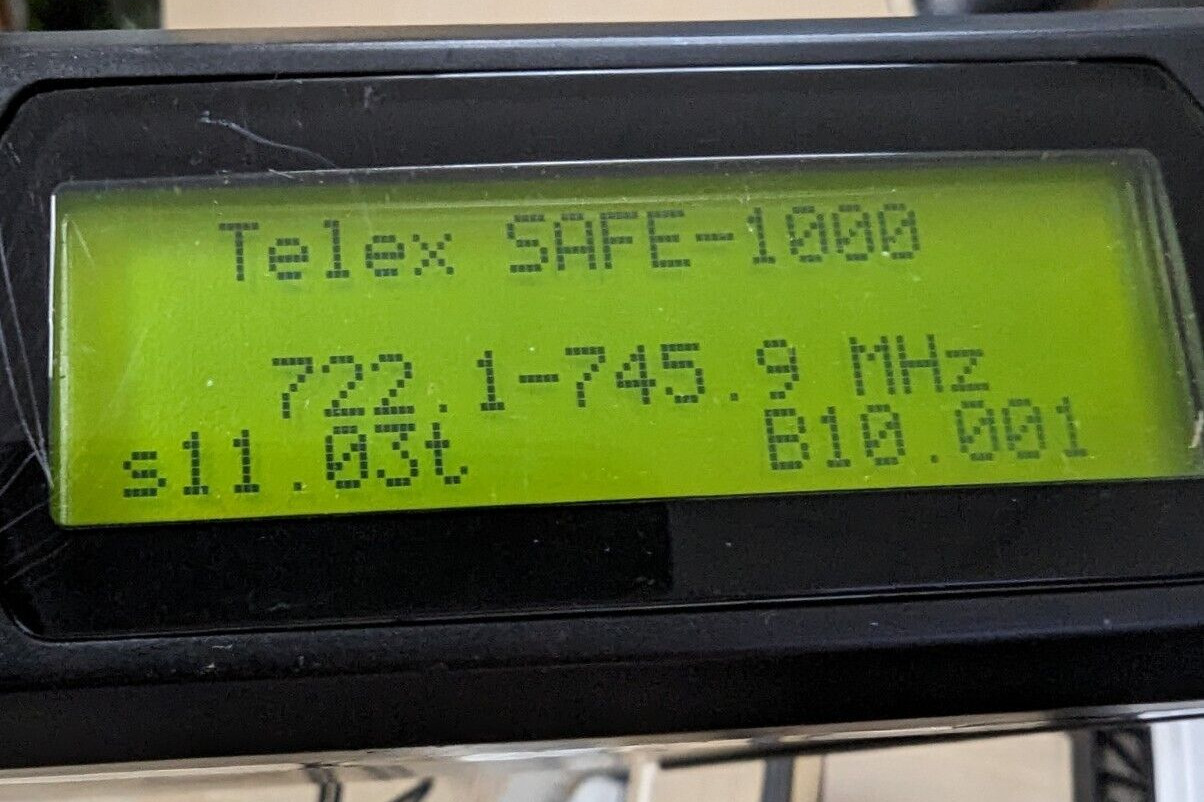 Telex SAFE-1000
722.1-745.9 MHz
s11.03t B10.001